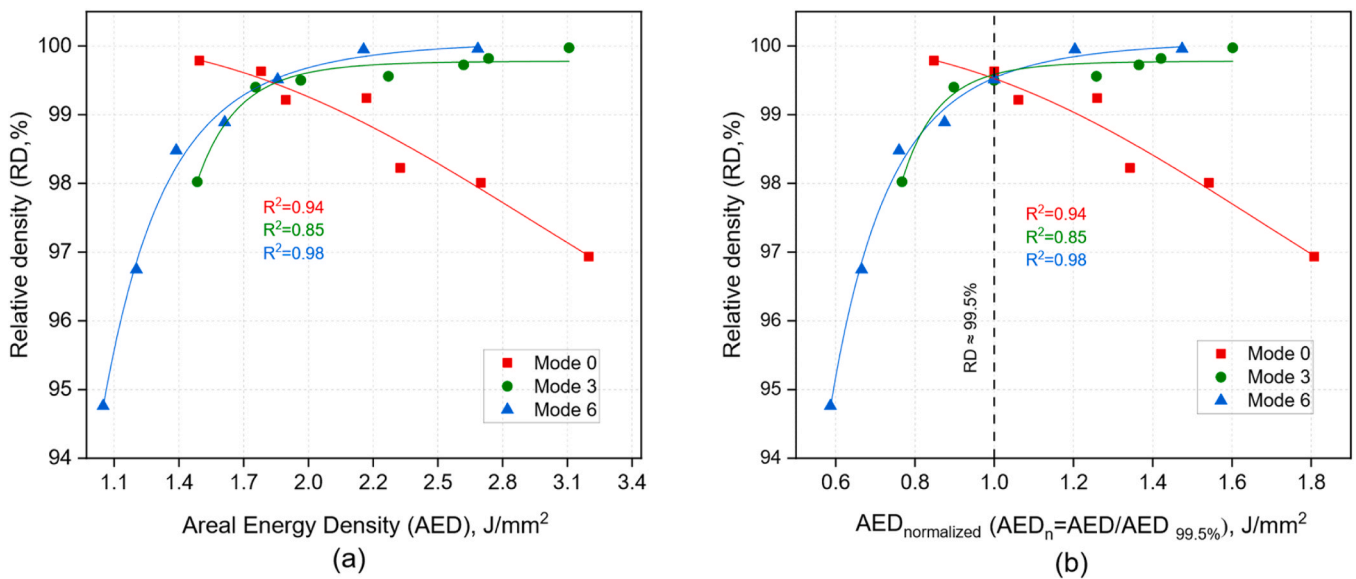 Relative density (RD, %)
100
99
98
97
96
95
94
R²=0.94
R²=0.85
R²=0.98
Mode 0
Mode 3
Mode 6
1.1 1.4 1.7 2.0 2.2 2.5 2.8 3.1 3.4
Areal Energy Density (AED), J/mm²
(a)
Relative density (RD, %)
100
99
98
97
96
95
94
R²=0.94
R²=0.85
R²=0.98
RD ≈ 99.5%
Mode 0
Mode 3
Mode 6
0.6 0.8 1.0 1.2 1.4 1.6 1.8
AEDnormalized (AEDn=AED/AED 99.5%), J/mm²
(b)